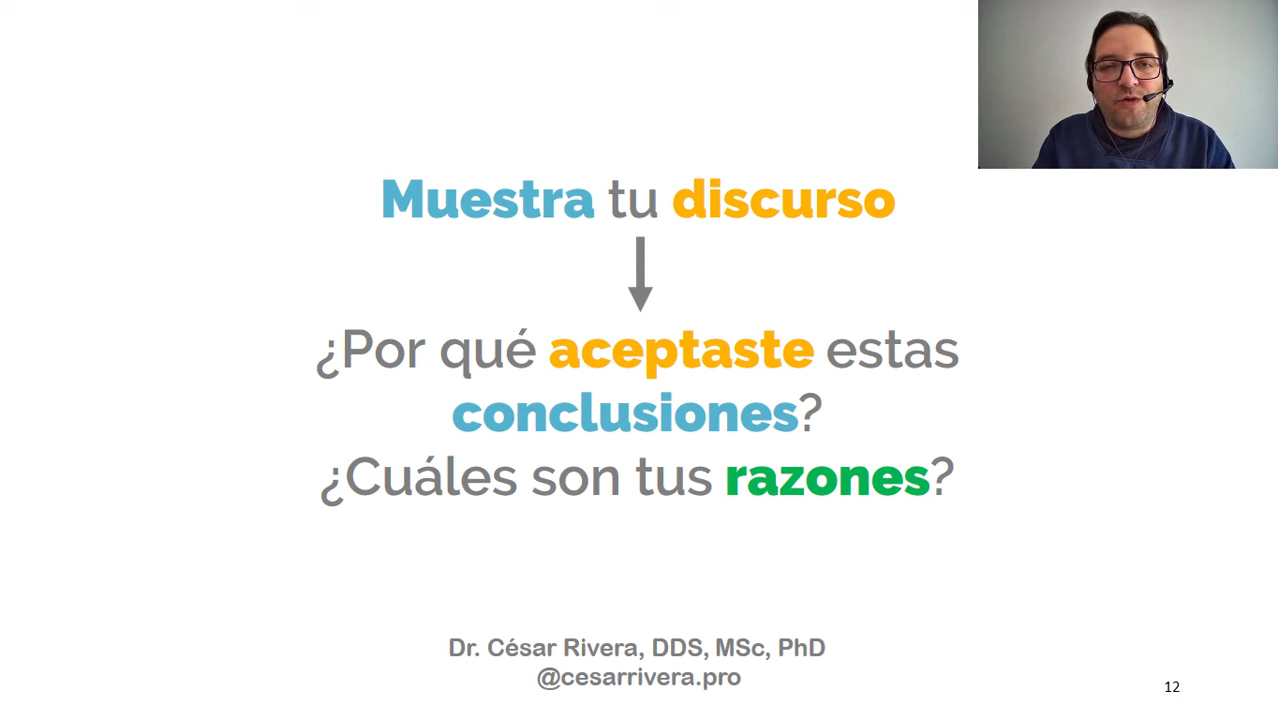 Muestra tu discurso
¿Por qué aceptaste estas
conclusiones?
¿Cuáles son tus razones?
Dr. César Rivera, DDS, MSc, PhD
@cesarrivera.pro
12